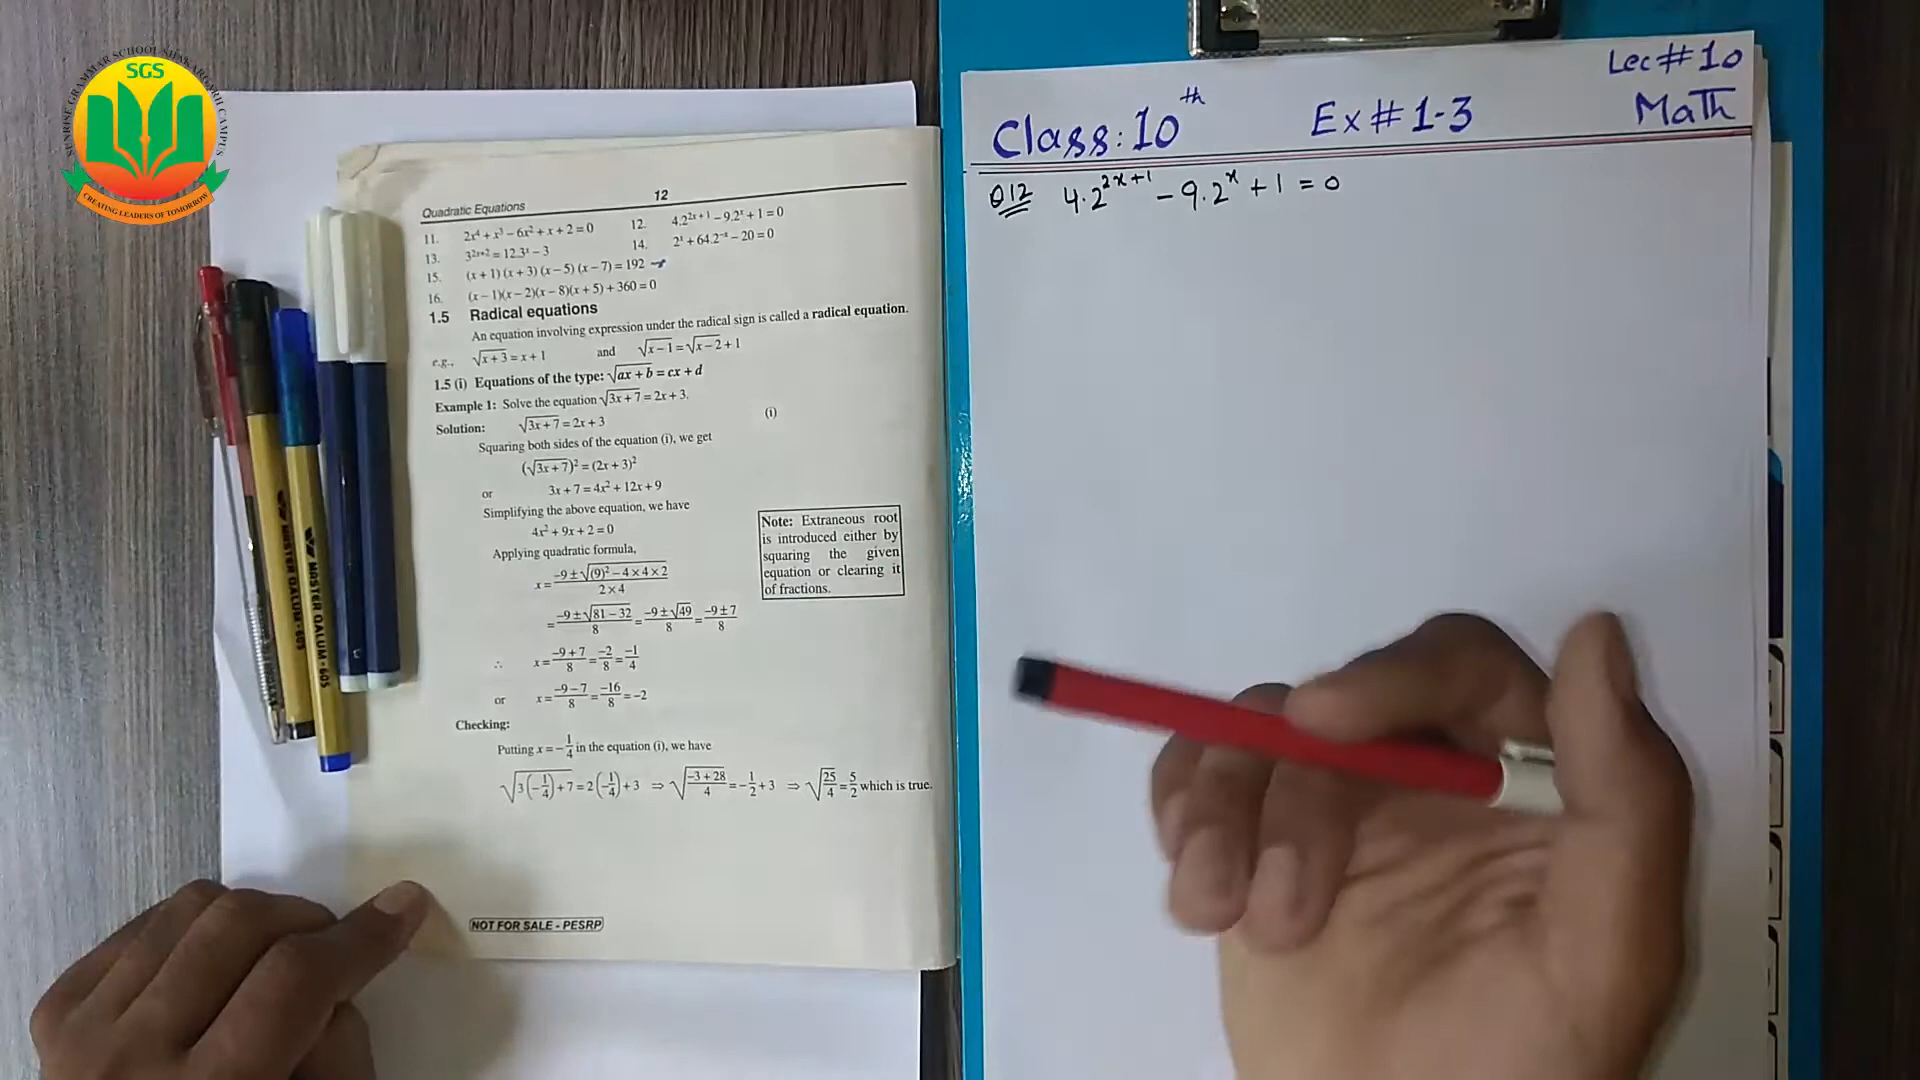 SUNRISE GRAMMAR SCHOOL SHAKARGARH CAMPUS
SGS
CREATING LEADERS OF TOMORROW
Quadratic Equations 12
11. 2x⁴ + x³ – 6x² + x + 2 = 0 12. 4.2²ˣ⁺¹ – 9.2ˣ + 1 = 0
13. 3²ˣ⁺² = 12.3ˣ – 3 14. 2ˣ + 64.2⁻ˣ – 20 = 0
15. (x + 1) (x + 3) (x – 5) (x – 7) = 192
16. (x – 1)(x – 2)(x – 8)(x + 5) + 360 = 0
1.5 Radical equations
An equation involving expression under the radical sign is called a radical equation.
e.g., √(x + 3) = x + 1 and √(x – 1) = √(x – 2) + 1
1.5 (i) Equations of the type: √(ax + b) = cx + d
Example 1: Solve the equation √(3x + 7) = 2x + 3.
Solution: √(3x + 7) = 2x + 3 (i)
Squaring both sides of the equation (i), we get
(√(3x + 7))² = (2x + 3)²
or 3x + 7 = 4x² + 12x + 9
Simplifying the above equation, we have
4x² + 9x + 2 = 0
Applying quadratic formula,
x = (–9 ± √((9)² – 4 × 4 × 2)) / (2 × 4)
= (–9 ± √(81 – 32)) / 8 = (–9 ± √49) / 8 = (–9 ± 7) / 8
∴ x = (–9 + 7)/8 = –2/8 = –1/4
or x = (–9 – 7)/8 = –16/8 = –2
Note: Extraneous root
is introduced either by
squaring the given
equation or clearing it
of fractions.
Checking:
Putting x = –1/4 in the equation (i), we have
√(3(–1/4) + 7) = 2(–1/4) + 3 ⇒ √((–3 + 28)/4) = –1/2 + 3 ⇒ √(25/4) = 5/2 which is true.
NOT FOR SALE - PESRP
MASTER QALUM - 605
MASTER QALUM - 605
Lec # 10
Class: 10th Ex # 1-3 Math
Q12 4.2²ˣ⁺¹ – 9.2ˣ + 1 = 0